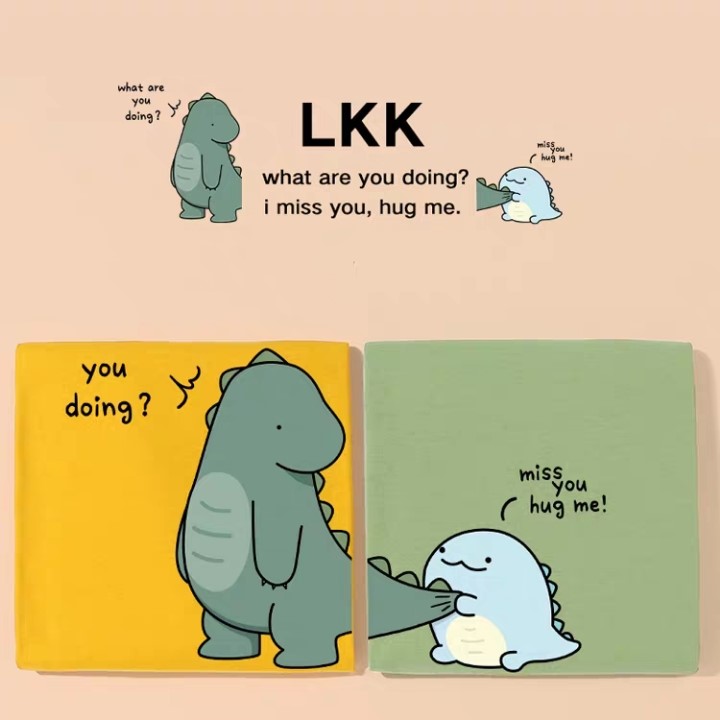 what are
you
doing?
LKK
what are you doing?
i miss you, hug me.
miss
you
hug me!
you
doing?
miss
you
hug me!